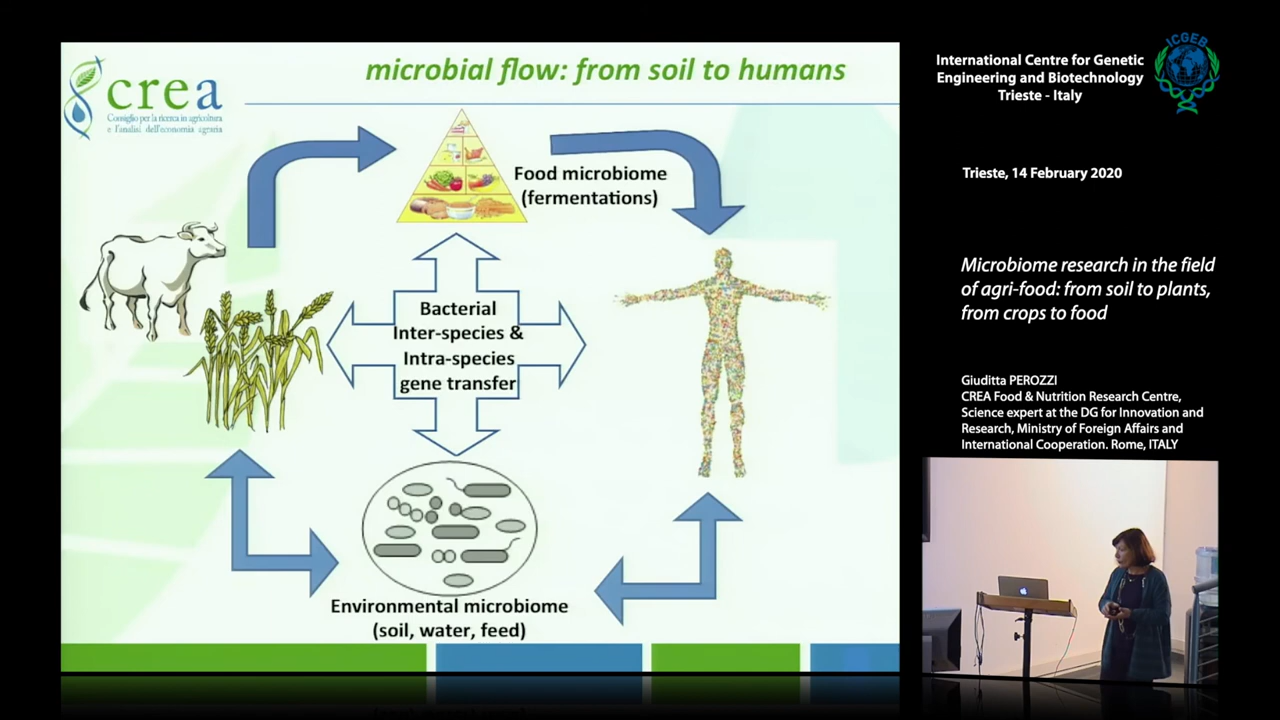 microbial flow: from soil to humans
crea
Consiglio per la ricerca in agricoltura
e l'analisi dell'economia agraria
Food microbiome
(fermentations)
Bacterial
Inter-species &
Intra-species
gene transfer
Environmental microbiome
(soil, water, feed)
International Centre for Genetic
Engineering and Biotechnology
Trieste - Italy
ICGEB
Trieste, 14 February 2020
Microbiome research in the field
of agri-food: from soil to plants,
from crops to food
Giuditta PEROZZI
CREA Food & Nutrition Research Centre,
Science expert at the DG for Innovation and
Research, Ministry of Foreign Affairs and
International Cooperation. Rome, ITALY